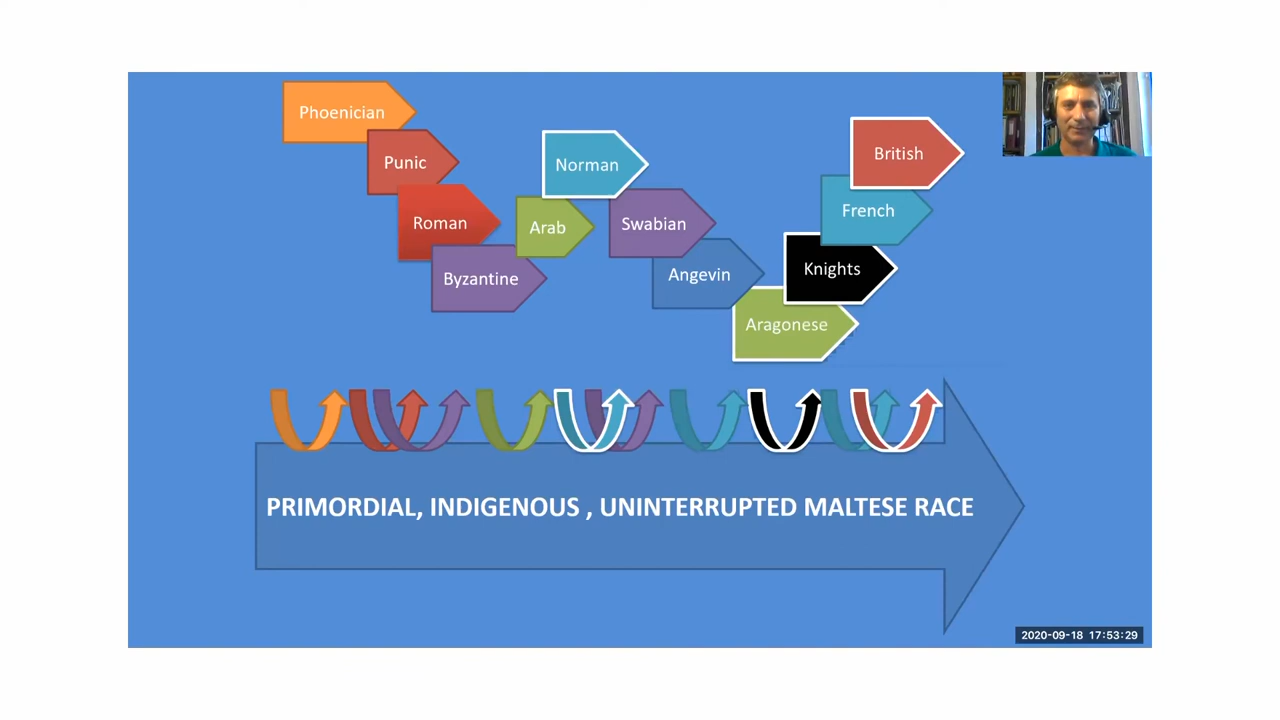 Phoenician
Punic
Roman
Byzantine
Arab
Norman
Swabian
Angevin
Aragonese
Knights
French
British
PRIMORDIAL, INDIGENOUS , UNINTERRUPTED MALTESE RACE
2020-09-18 17:53:29